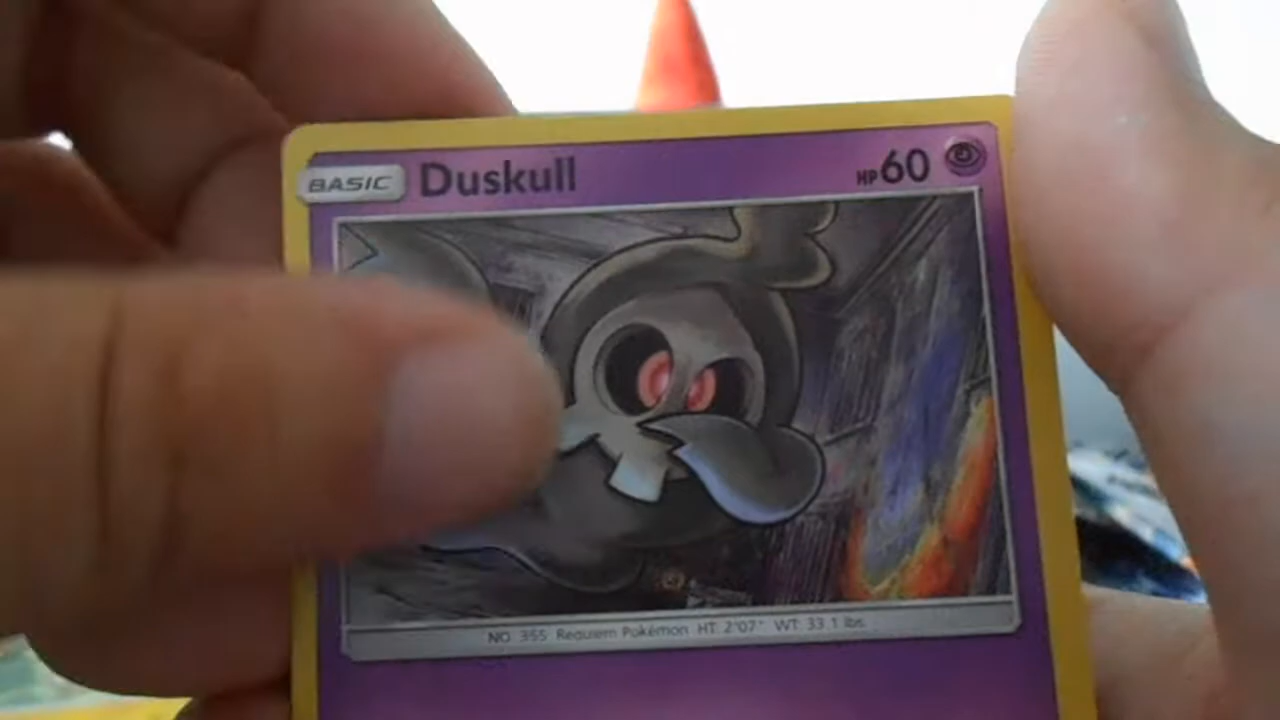 BASIC Duskull HP 60
NO. 355 Requiem Pokémon HT: 2'07" WT: 33.1 lbs.